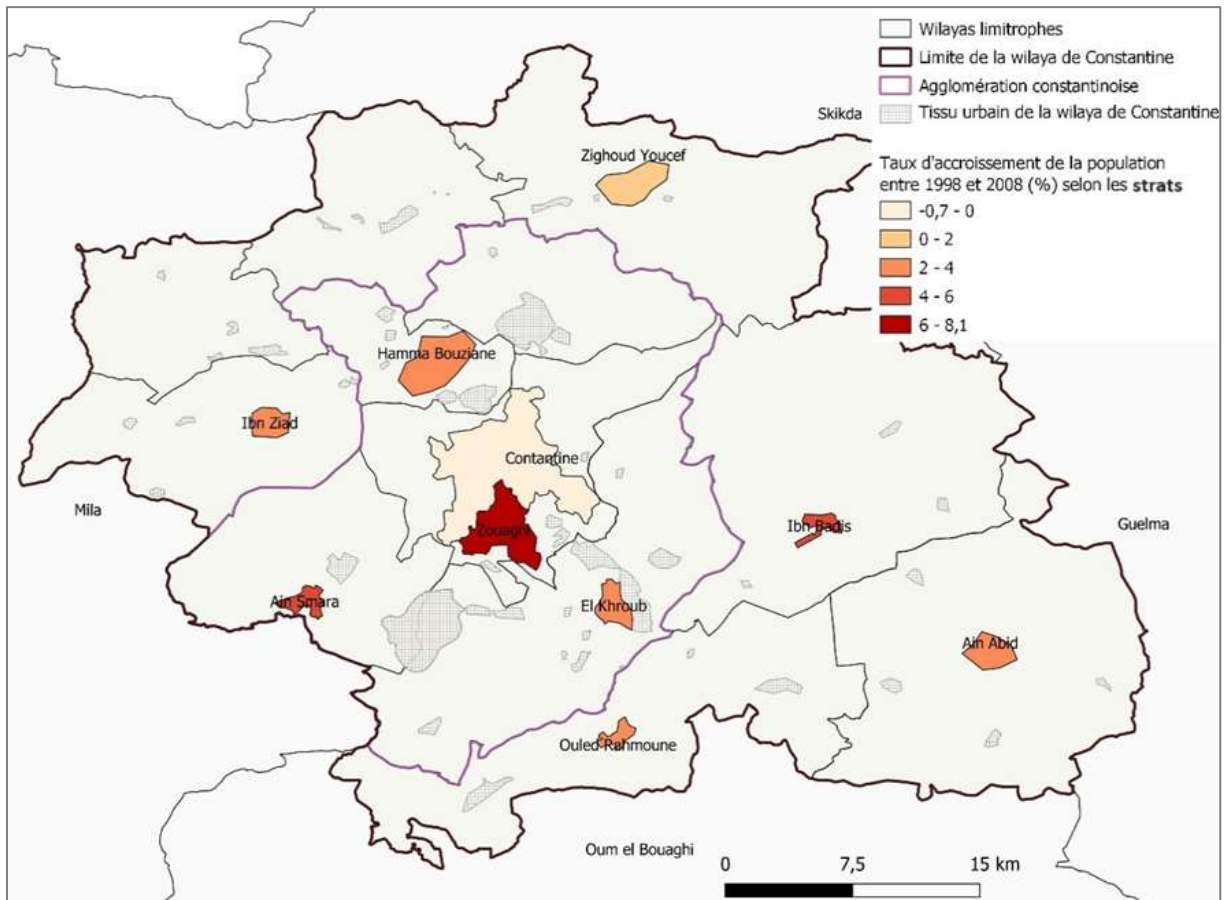 Wilayas limitrophes
Limite de la wilaya de Constantine
Agglomération constantinoise
Tissu urbain de la wilaya de Constantine
Taux d'accroissement de la population
entre 1998 et 2008 (%) selon les strats
-0,7 - 0
0 - 2
2 - 4
4 - 6
6 - 8,1
Skikda
Zighoud Youcef
Hamma Bouziane
Ibn Ziad
Contantine
Mila
Zouaghi
Ibn Badis
Guelma
Ain Smara
El Khroub
Ain Abid
Ouled Rahmoune
Oum el Bouaghi
0 7,5 15 km